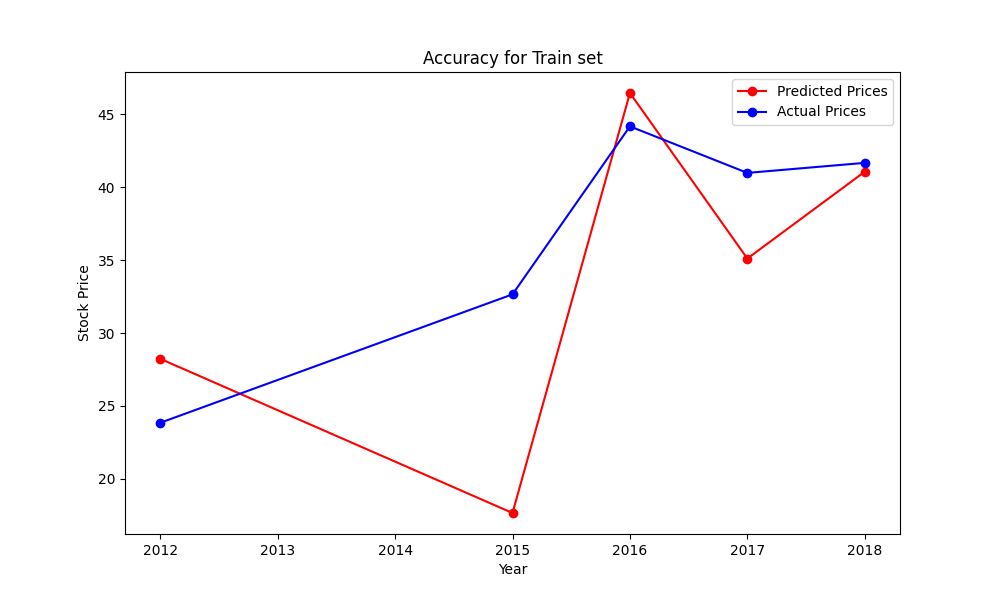 Accuracy for Train set
Predicted Prices
Actual Prices
45
40
35
30
25
20
Stock Price
2012 2013 2014 2015 2016 2017 2018
Year